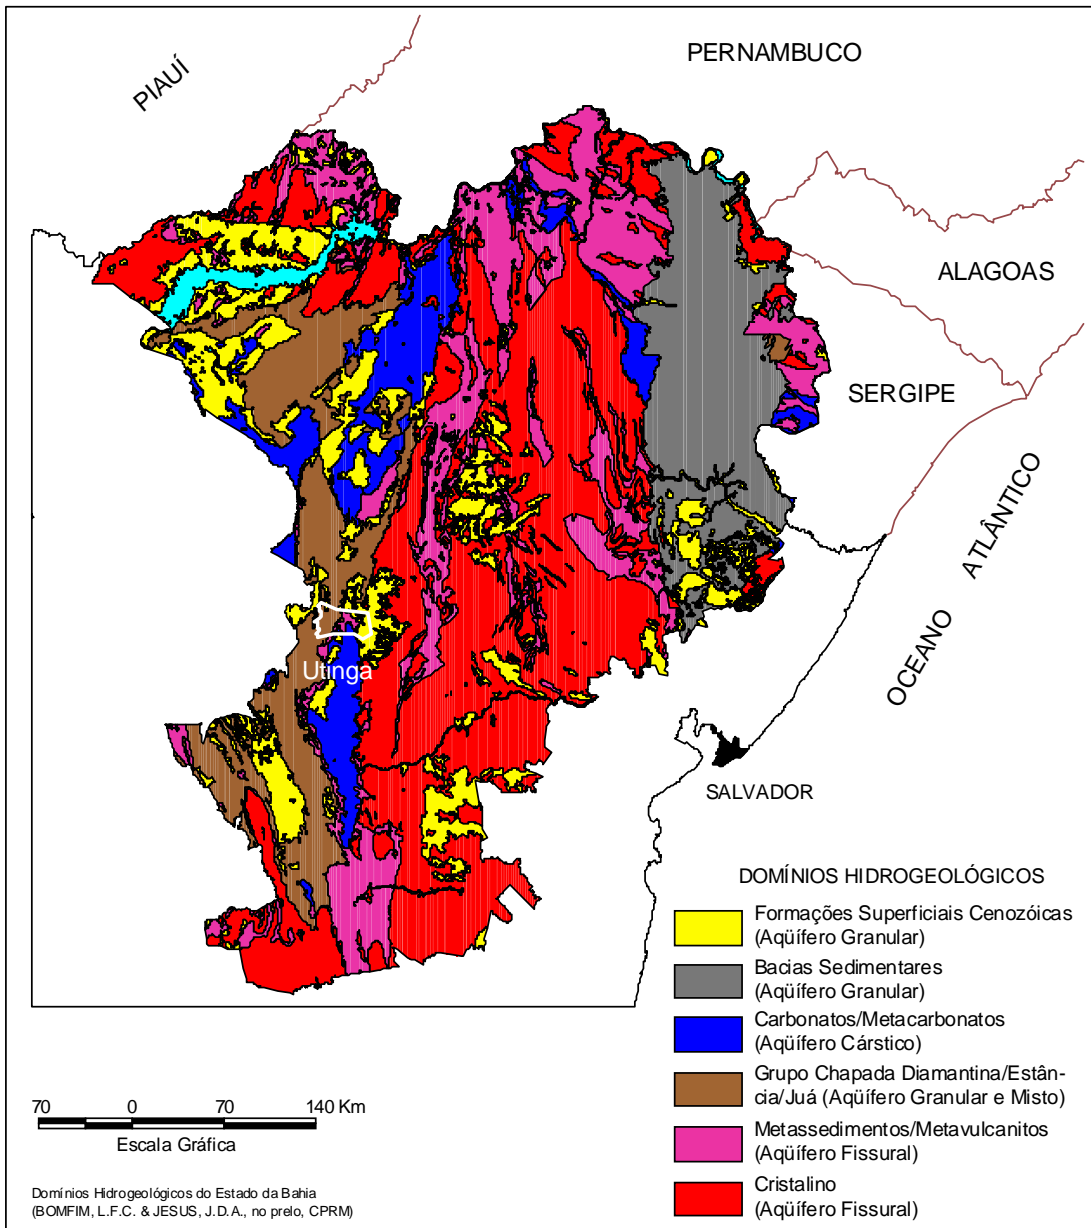 PERNAMBUCO
PIAUÍ
ALAGOAS
SERGIPE
OCEANO ATLÂNTICO
Utinga
SALVADOR
DOMÍNIOS HIDROGEOLÓGICOS
Formações Superficiais Cenozóicas
(Aqüífero Granular)
Bacias Sedimentares
(Aqüífero Granular)
Carbonatos/Metacarbonatos
(Aqüífero Cárstico)
Grupo Chapada Diamantina/Estân-
cia/Juá (Aqüífero Granular e Misto)
Metassedimentos/Metavulcanitos
(Aqüífero Fissural)
Cristalino
(Aqüífero Fissural)
70 0 70 140 Km
Escala Gráfica
Domínios Hidrogeológicos do Estado da Bahia
(BOMFIM, L.F.C. & JESUS, J.D.A., no prelo, CPRM)